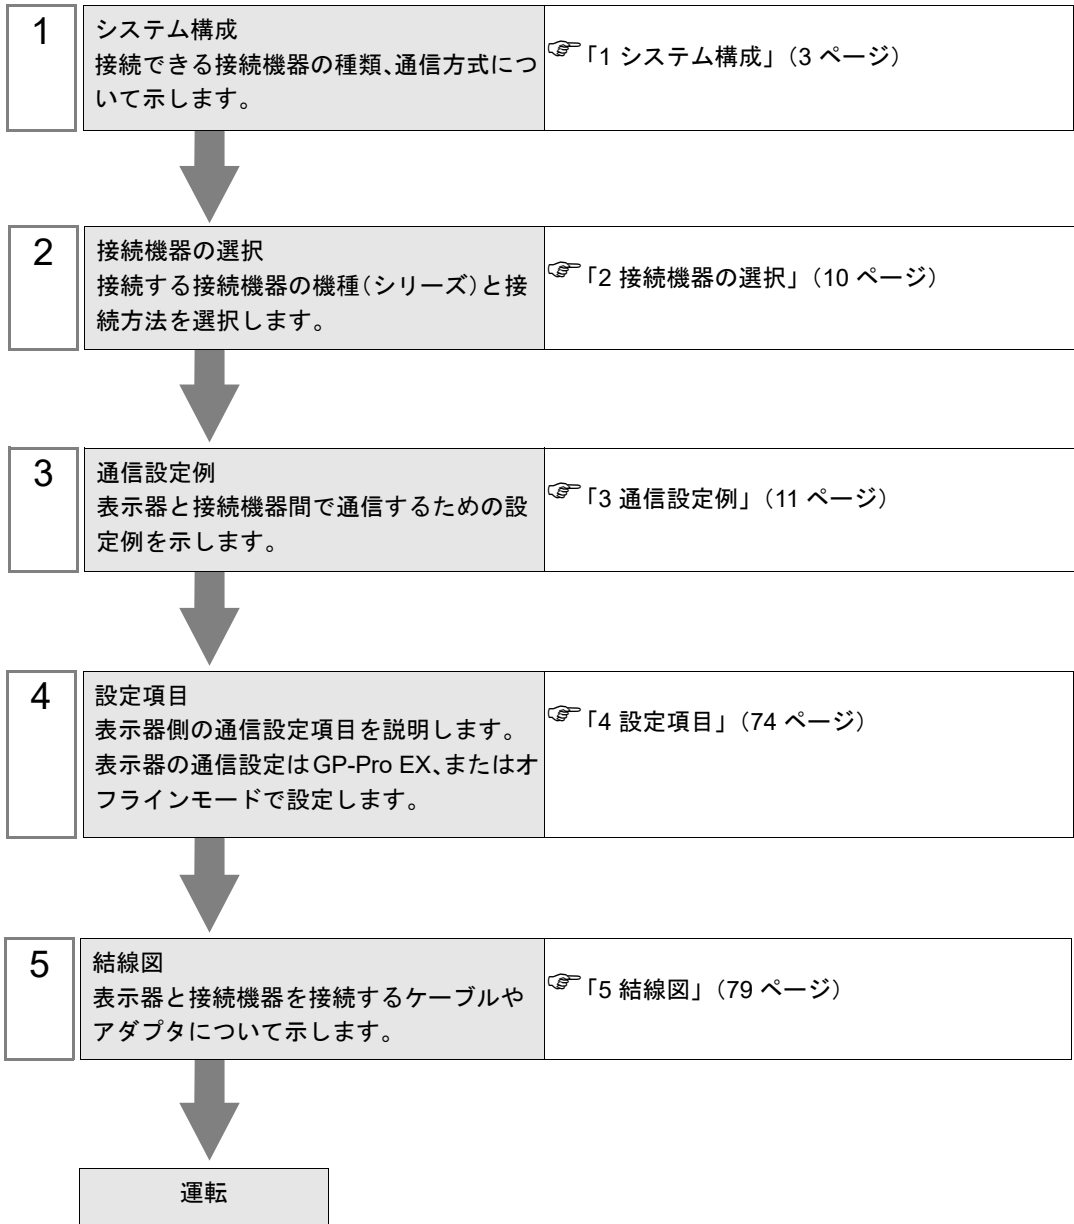 1
システム構成
接続できる接続機器の種類、通信方式につ
いて示します。
「1 システム構成」(3 ページ)
2
接続機器の選択
接続する接続機器の機種(シリーズ)と接
続方法を選択します。
「2 接続機器の選択」(10 ページ)
3
通信設定例
表示器と接続機器間で通信するための設
定例を示します。
「3 通信設定例」(11 ページ)
4
設定項目
表示器側の通信設定項目を説明します。
表示器の通信設定はGP-Pro EX、またはオ
フラインモードで設定します。
「4 設定項目」(74 ページ)
5
結線図
表示器と接続機器を接続するケーブルや
アダプタについて示します。
「5 結線図」(79 ページ)
運転